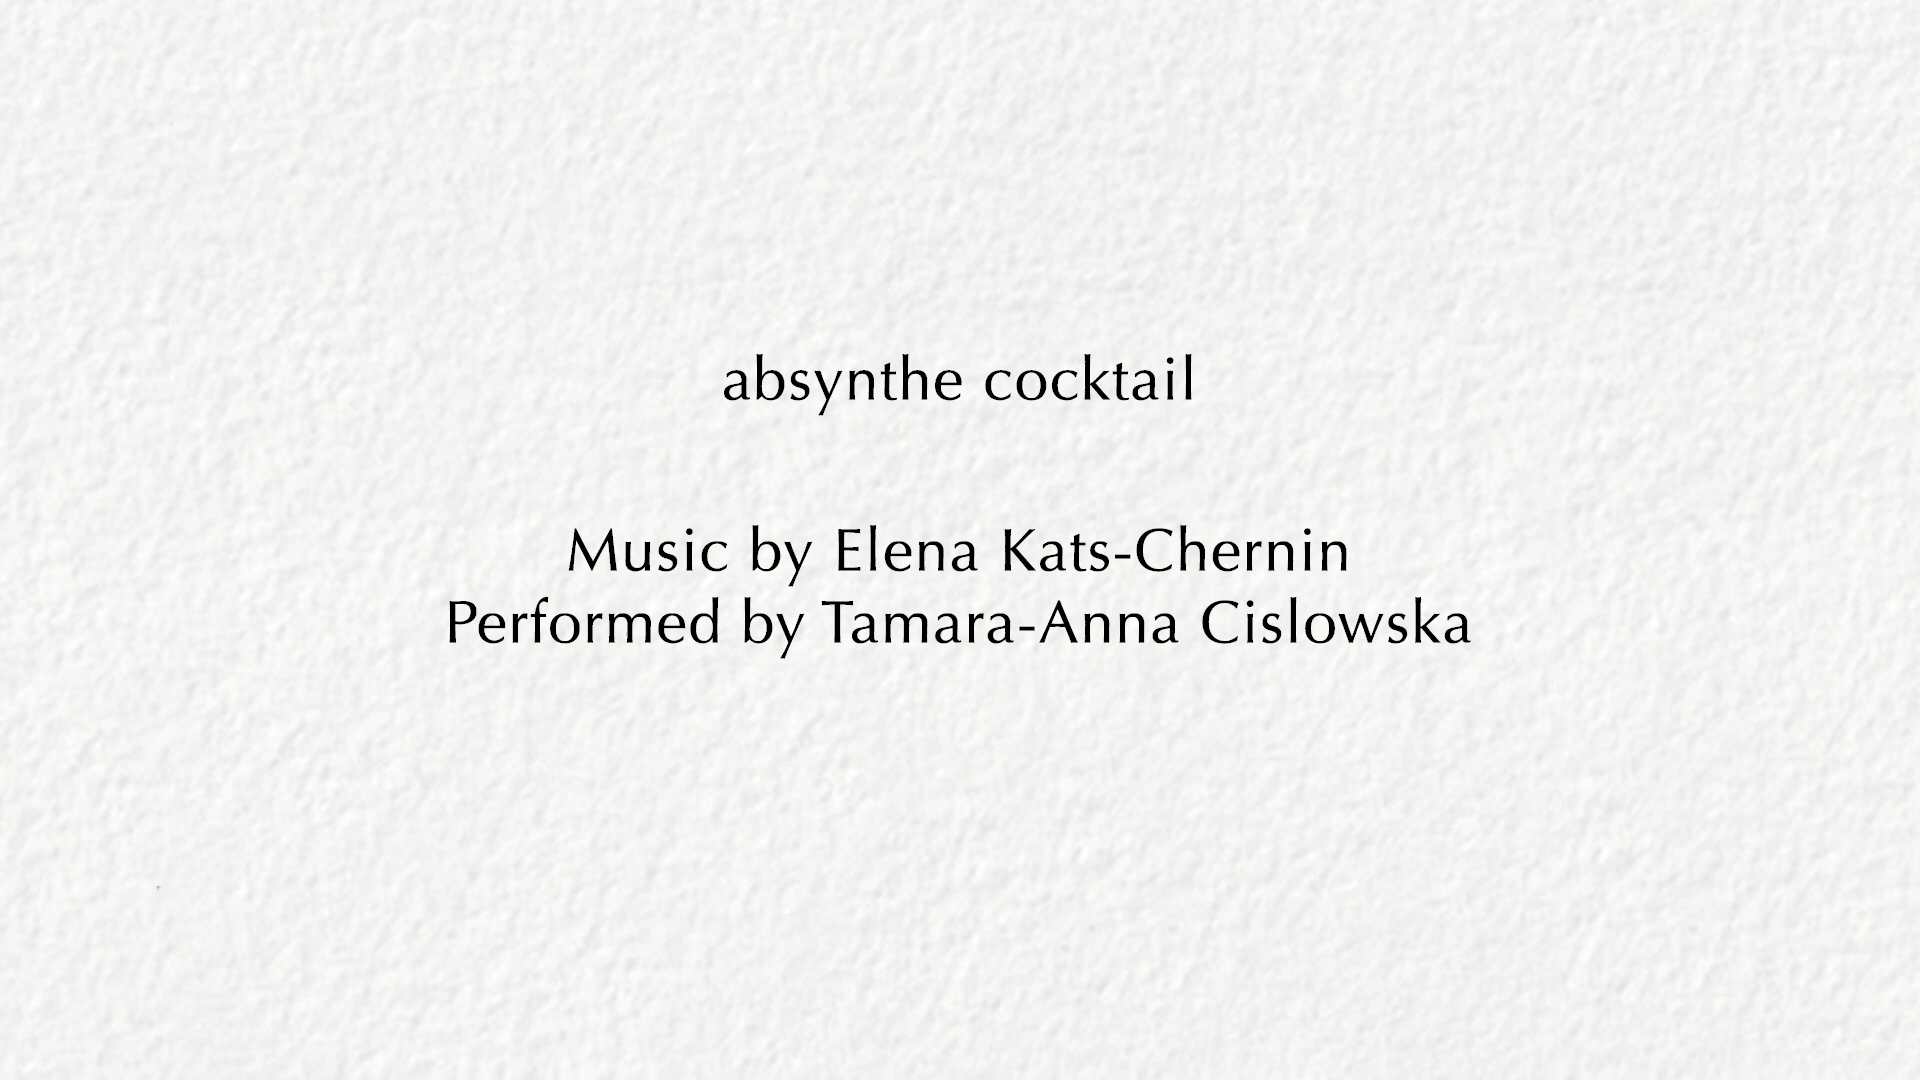 absynthe cocktail
Music by Elena Kats-Chernin
Performed by Tamara-Anna Cislowska